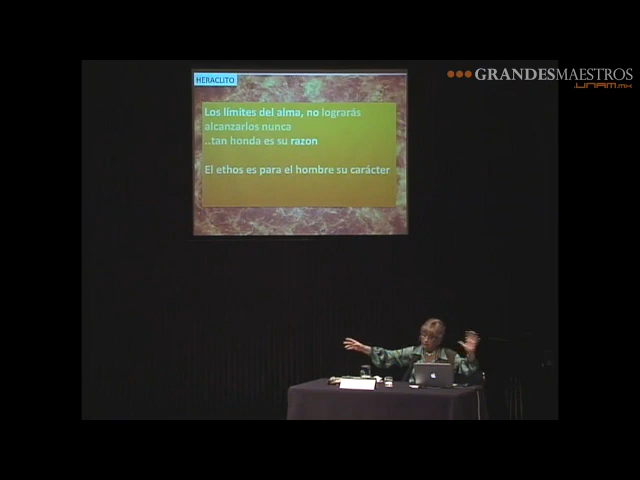 HERACLITO
GRANDESMAESTROS
.UNAM.MX
Los límites del alma, no lograrás
alcanzarlos nunca
..tan honda es su razon
El ethos es para el hombre su carácter